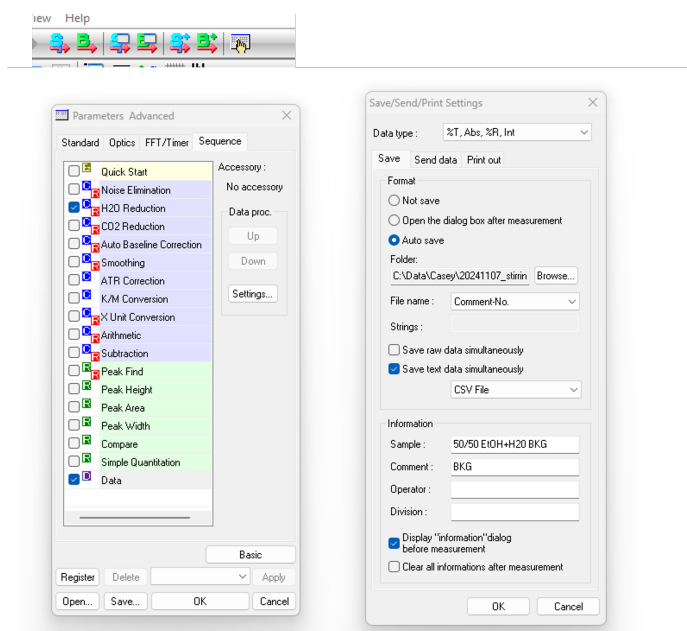 iew Help
Parameters Advanced
Standard Optics FFT/Timer Sequence
Quick Start
Noise Elimination
H2O Reduction
CO2 Reduction
Auto Baseline Correction
Smoothing
ATR Correction
K/M Conversion
X Unit Conversion
Arithmetic
Subtraction
Peak Find
Peak Height
Peak Area
Peak Width
Compare
Simple Quantitation
Data
Accessory :
No accessory
Data proc.
Up
Down
Settings...
Basic
Register Delete Apply
Open... Save... OK Cancel
Save/Send/Print Settings
Data type : %T, Abs, %R, Int
Save Send data Print out
Format
Not save
Open the dialog box after measurement
Auto save
Folder:
C:\Data\Casey\20241107_stirrin Browse...
File name : Comment-No.
Strings :
Save raw data simultaneously
Save text data simultaneously
CSV File
Information
Sample : 50/50 EtOH+H20 BKG
Comment : BKG
Operator :
Division :
Display "information"dialog
before measurement
Clear all informations after measurement
OK Cancel